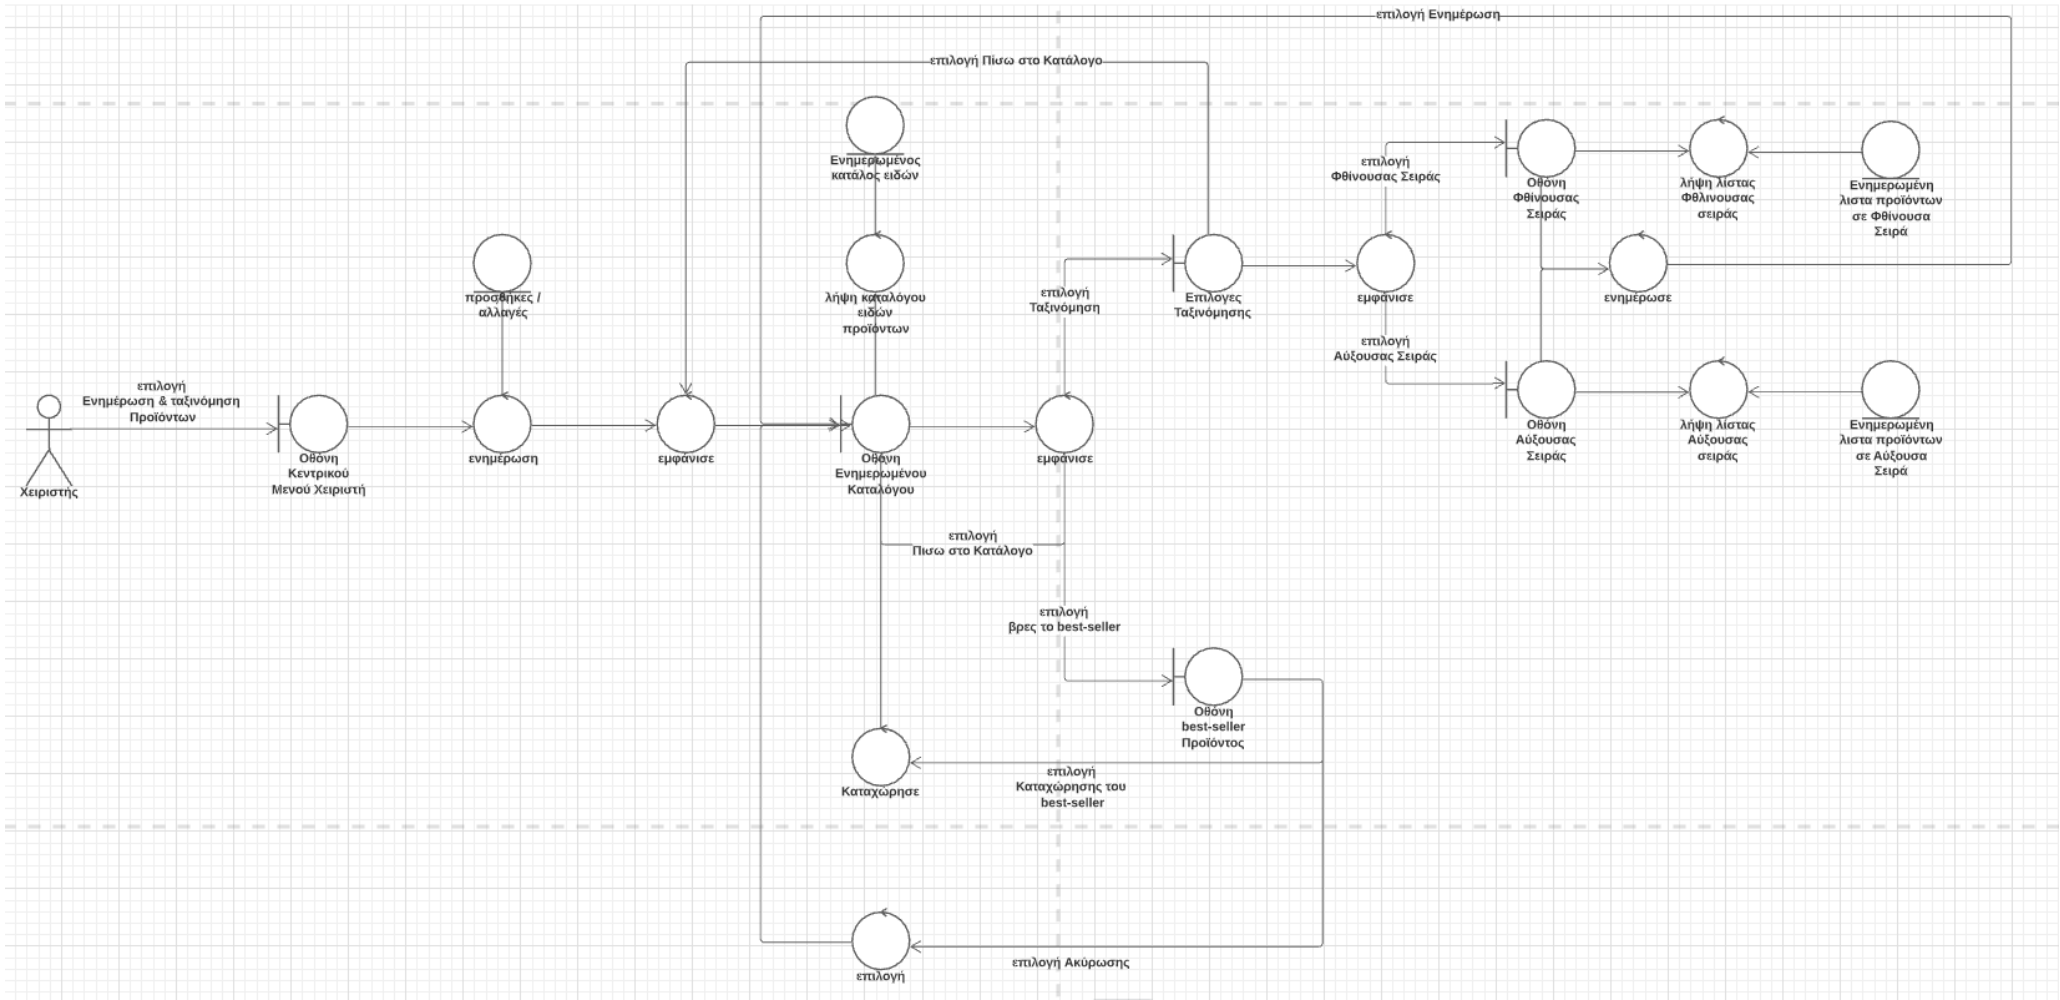 επιλογή Ενημέρωση
επιλογή Πίσω στο Κατάλογο
Ενημερωμένος
κατάλος ειδών
επιλογή
Φθίνουσας Σειράς
Οθόνη
Φθίνουσας
Σειράς
λήψη λίστας
Φθλινουσας
σειράς
Ενημερωμένη
λιστα προϊόντων
σε Φθίνουσα
Σειρά
προσθήκες /
αλλαγές
λήψη καταλόγου
ειδών
προϊόντων
επιλογή
Ταξινόμηση
Επιλογες
Ταξινόμησης
εμφάνισε
ενημέρωσε
επιλογή
Αύξουσας Σειράς
επιλογή
Ενημέρωση & ταξινόμηση
Προϊόντων
Χειριστής
Οθόνη
Κεντρικού
Μενού Χειριστή
ενημέρωση
εμφάνισε
Οθόνη
Ενημερωμένου
Καταλόγου
εμφάνισε
Οθόνη
Αύξουσας
Σειράς
λήψη λίστας
Αύξουσας
σειράς
Ενημερωμένη
λιστα προϊόντων
σε Αύξουσα
Σειρά
επιλογή
Πισω στο Κατάλογο
επιλογή
βρες το best-seller
Οθόνη
best-seller
Προϊόντος
Καταχώρησε
επιλογή
Καταχώρησης του
best-seller
επιλογή
επιλογή Ακύρωσης